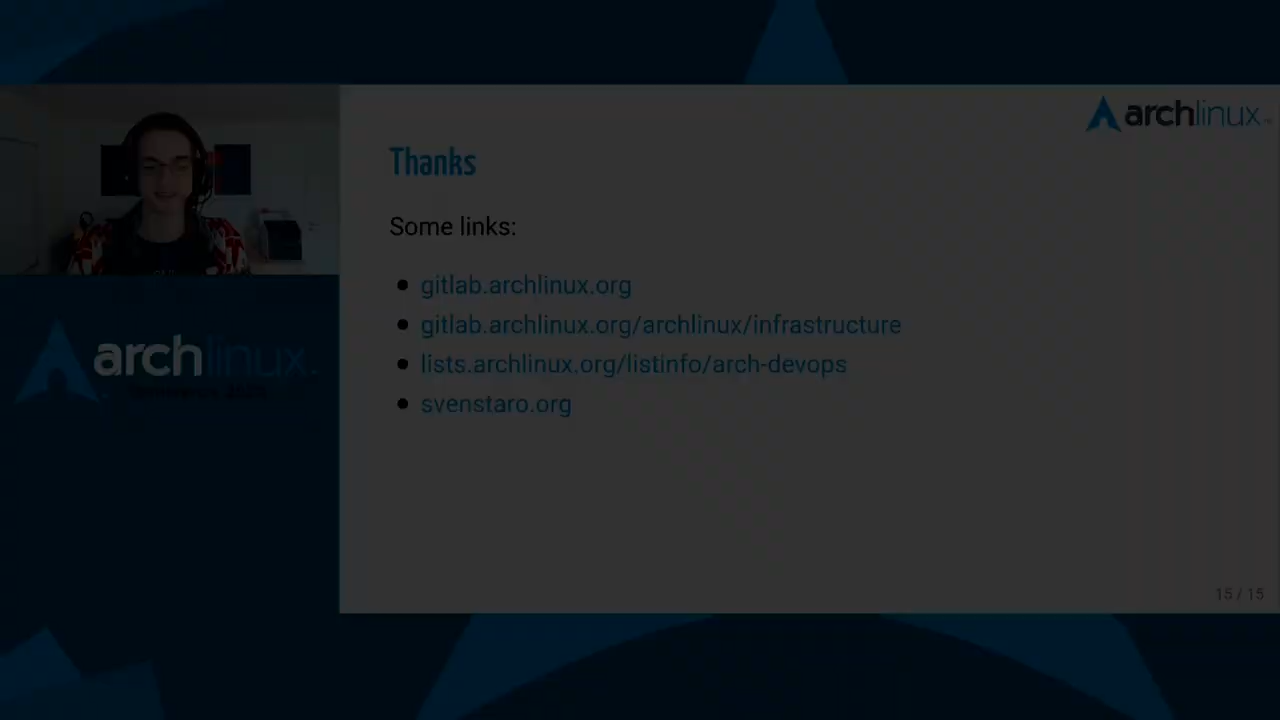 archlinux
Thanks
Some links:
gitlab.archlinux.org
gitlab.archlinux.org/archlinux/infrastructure
lists.archlinux.org/listinfo/arch-devops
svenstaro.org
archlinux
15 / 15